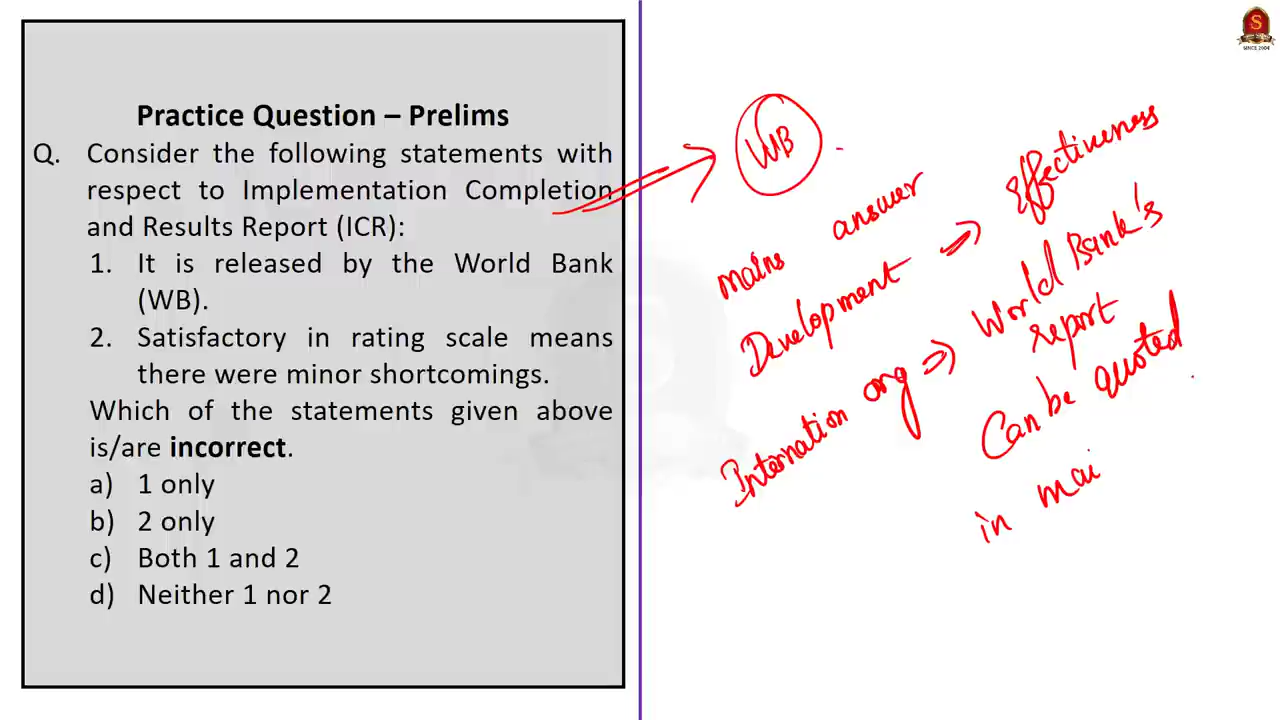 Practice Question – Prelims
Q. Consider the following statements with
respect to Implementation Completion
and Results Report (ICR):
1. It is released by the World Bank
(WB).
2. Satisfactory in rating scale means
there were minor shortcomings.
Which of the statements given above
is/are incorrect.
a) 1 only
b) 2 only
c) Both 1 and 2
d) Neither 1 nor 2
S
SINCE 2004
WB
mains answer
Development → Effectiveness
Internation org ⇒ World Bank's
report
Can be quoted
in mai